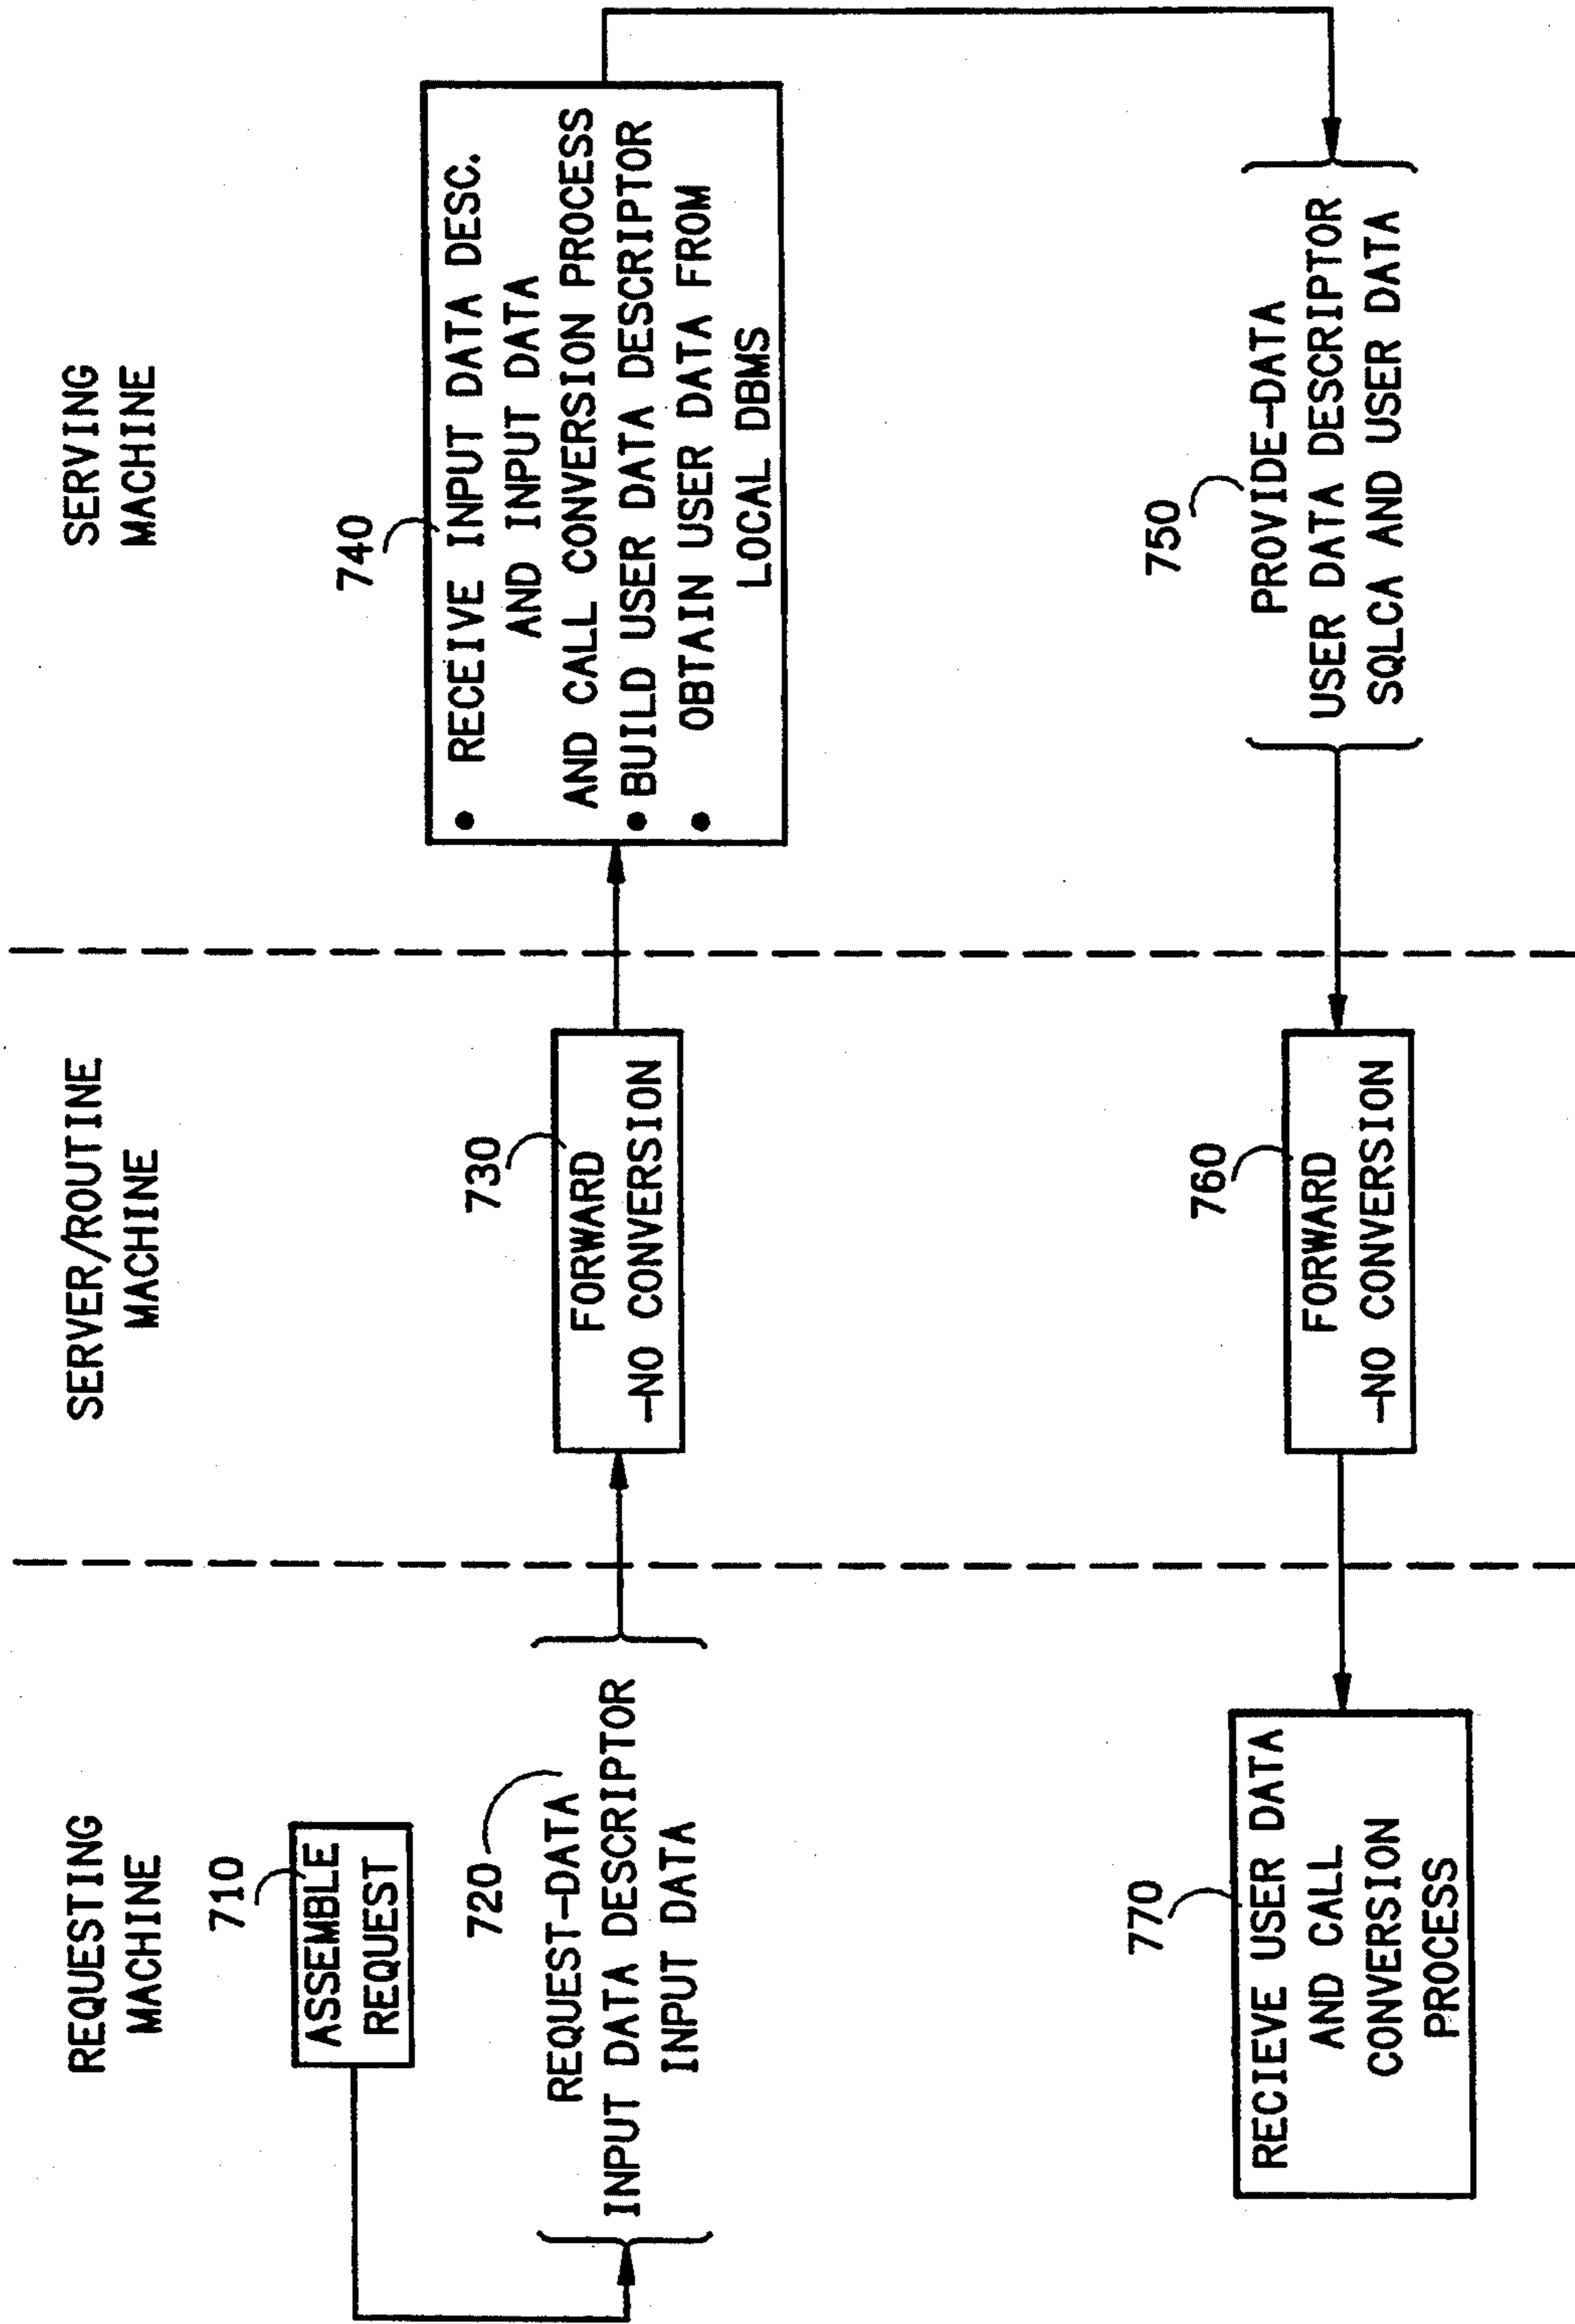 REQUESTING
MACHINE
SERVER/ROUTINE
MACHINE
SERVING
MACHINE
710
ASSEMBLE
REQUEST
720
REQUEST-DATA
INPUT DATA DESCRIPTOR
INPUT DATA
730
FORWARD
-NO CONVERSION
740
• RECEIVE INPUT DATA DESC.
AND INPUT DATA
AND CALL CONVERSION PROCESS
• BUILD USER DATA DESCRIPTOR
• OBTAIN USER DATA FROM
LOCAL DBMS
750
PROVIDE-DATA
USER DATA DESCRIPTOR
SQLCA AND USER DATA
760
FORWARD
-NO CONVERSION
770
RECIEVE USER DATA
AND CALL
CONVERSION
PROCESS